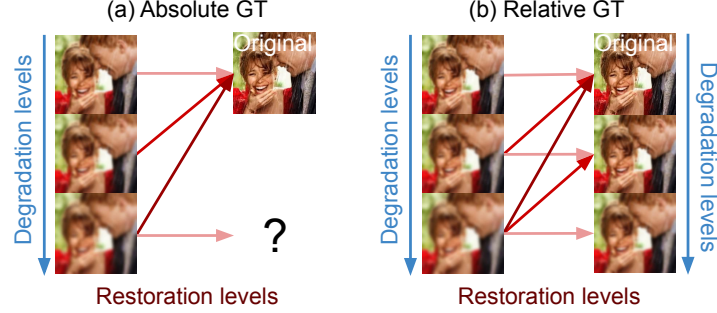 (a) Absolute GT
Degradation levels
Original
?
Restoration levels
(b) Relative GT
Degradation levels
Original
Degradation levels
Restoration levels